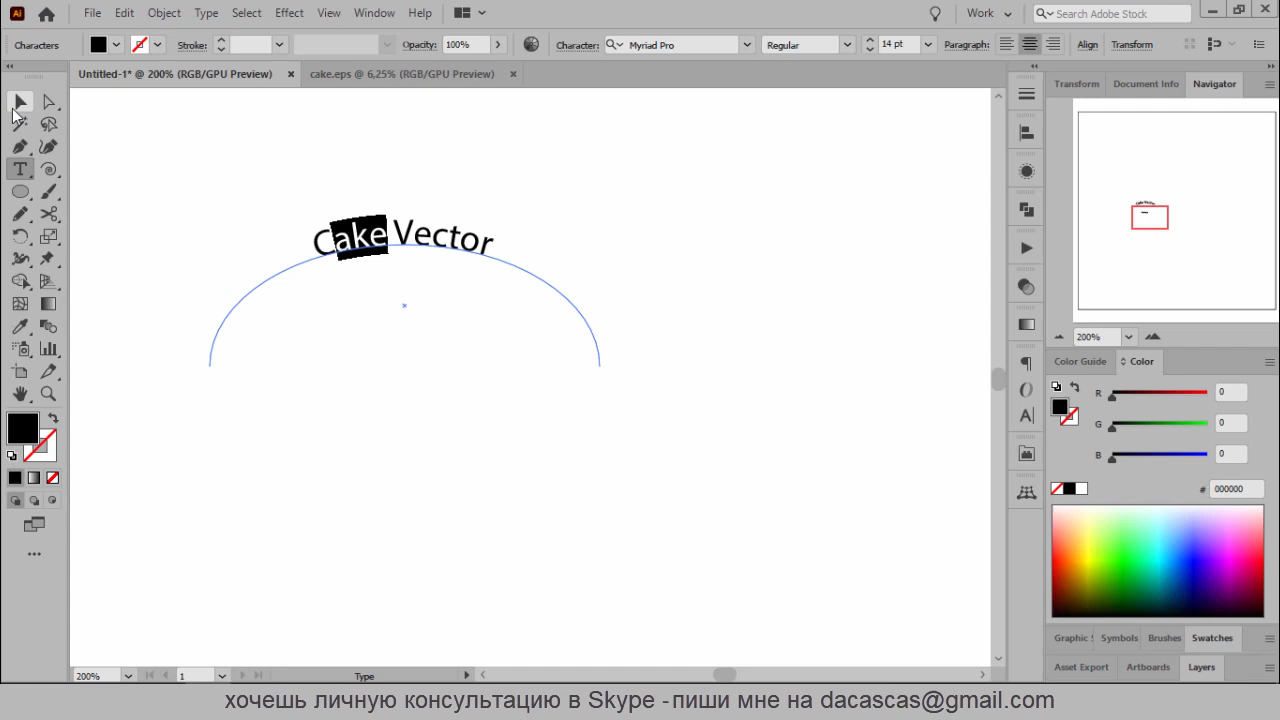 Ai File Edit Object Type Select Effect View Window Help Work Search Adobe Stock
Characters Stroke: Opacity: 100% Character: Myriad Pro Regular 14 pt Paragraph: Align Transform
Untitled-1* @ 200% (RGB/GPU Preview) × cake.eps @ 6,25% (RGB/GPU Preview) ×
Transform Document Info Navigator
Cake Vector
200%
Color Guide Color
R 0
G 0
B 0
# 000000
Symbols Brushes Swatches
Asset Export Artboards Layers
200% 1 Type
хочешь личную консультацию в Skype -пиши мне на dacascas@gmail.com